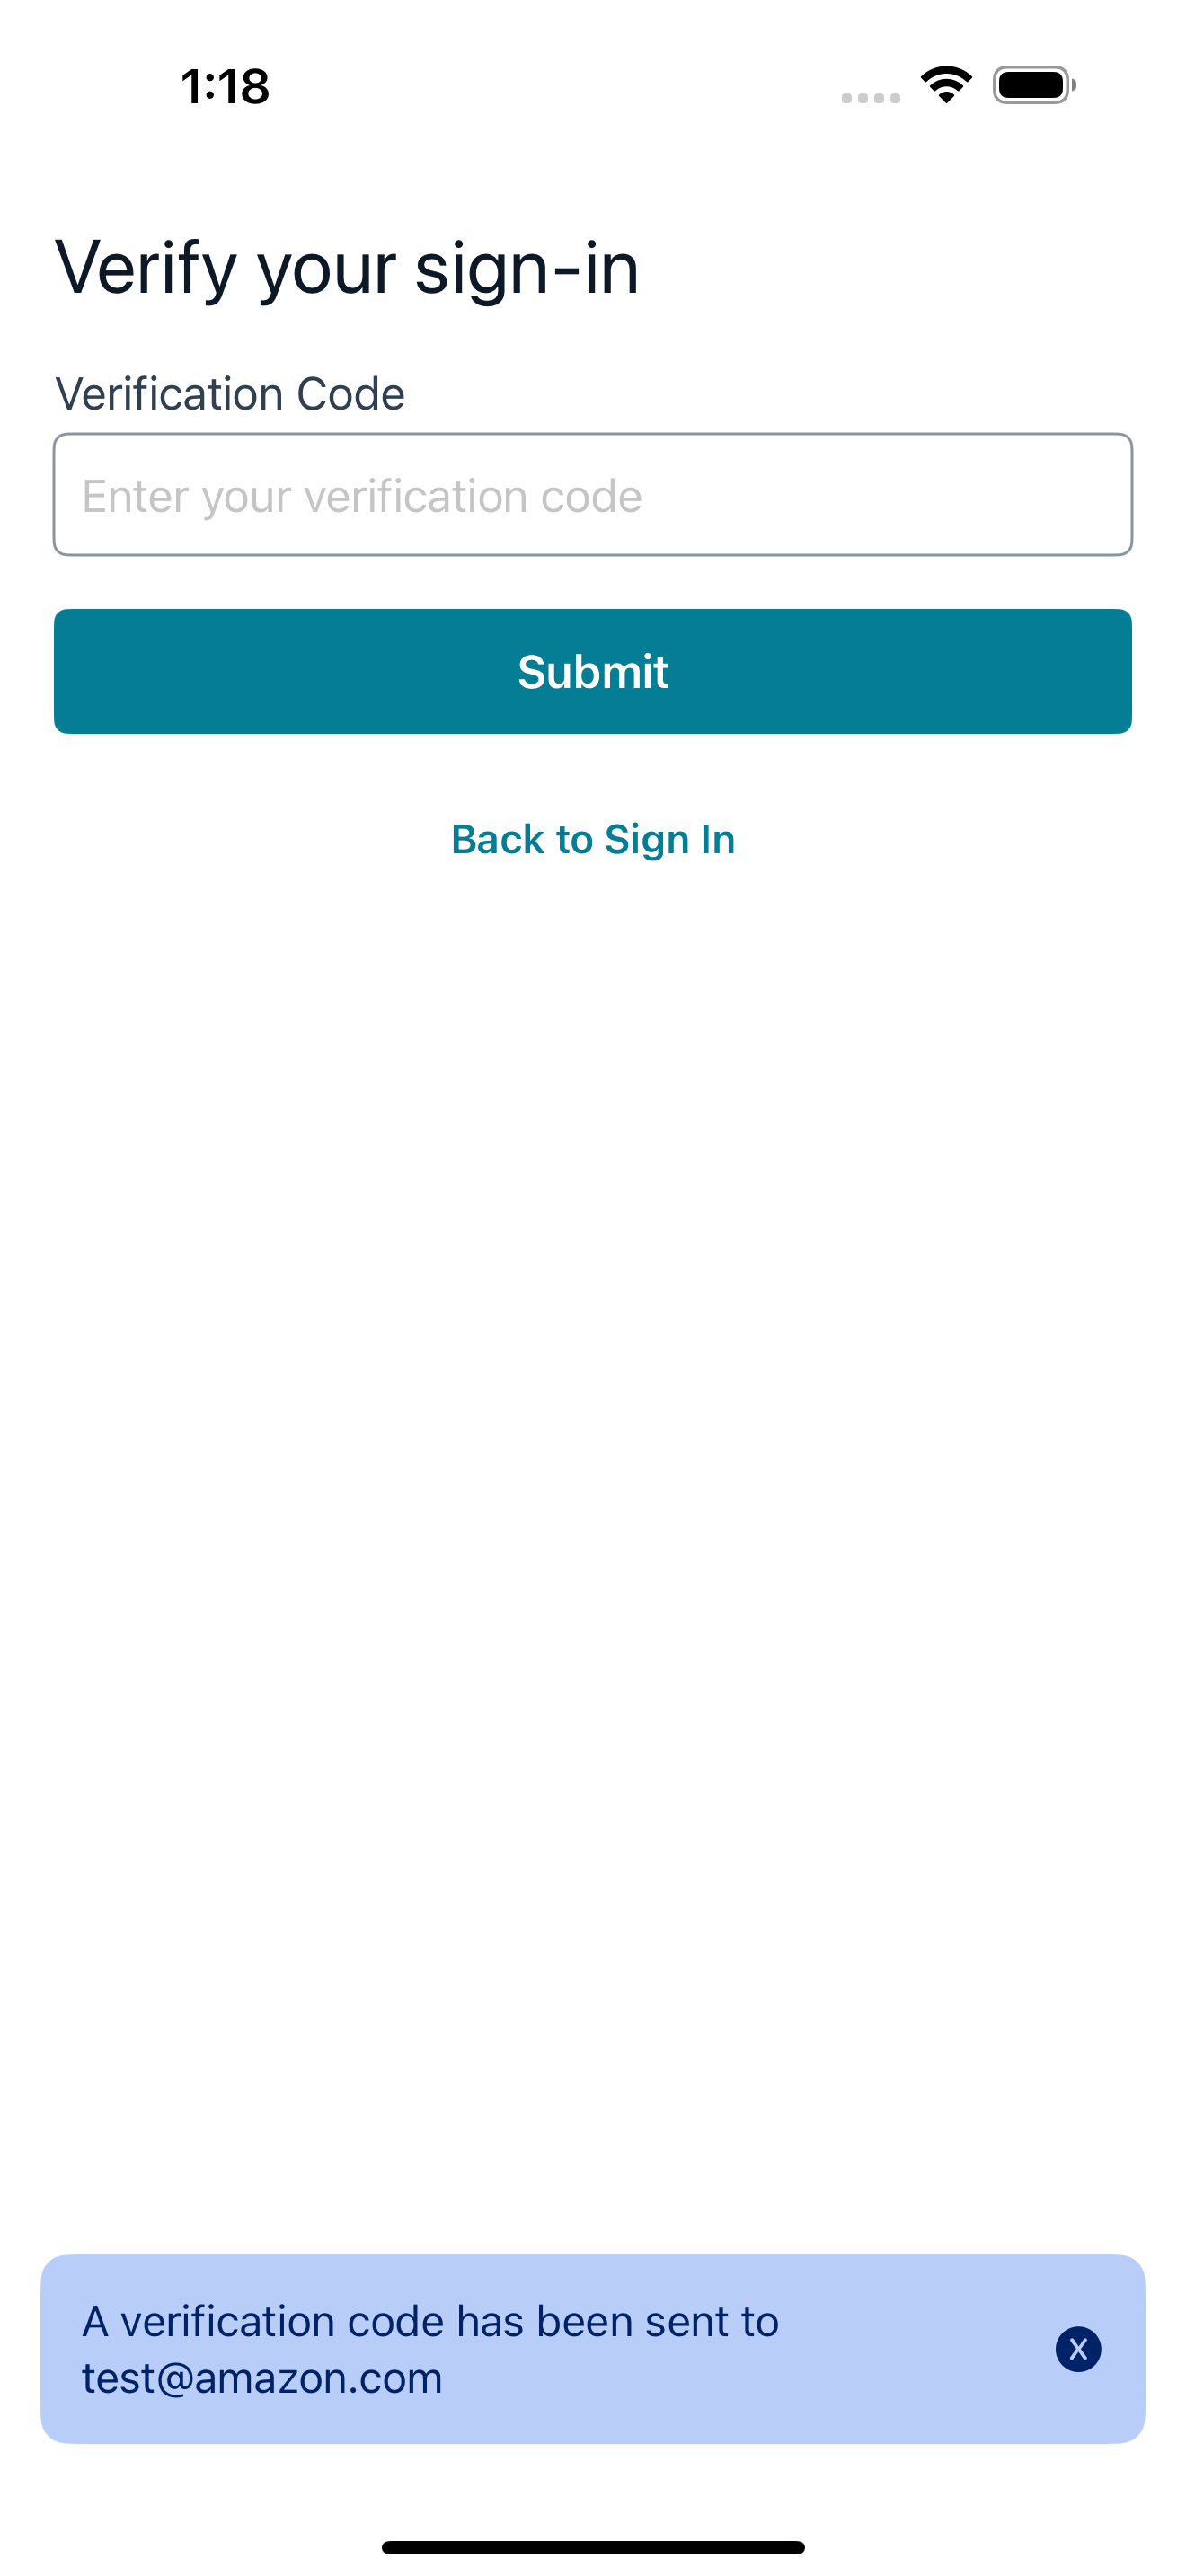 1:18
Verify your sign-in
Verification Code
Enter your verification code
Submit
Back to Sign In
A verification code has been sent to
test@amazon.com
X